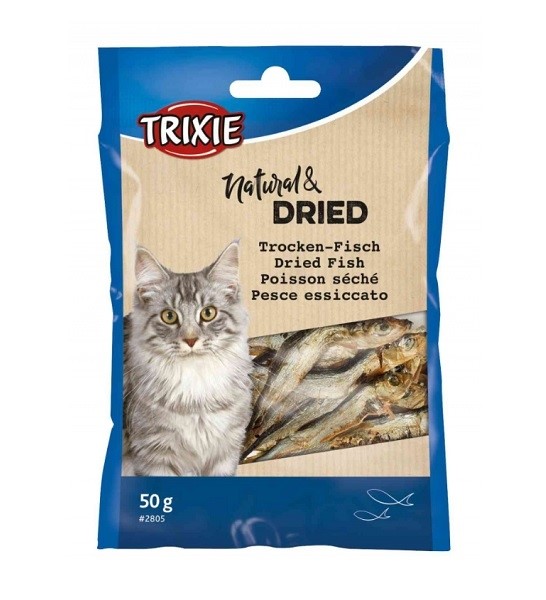 TRIXIE
Natural &
DRIED
Trocken-Fisch
Dried Fish
Poisson séché
Pesce essiccato
50 g
#2805